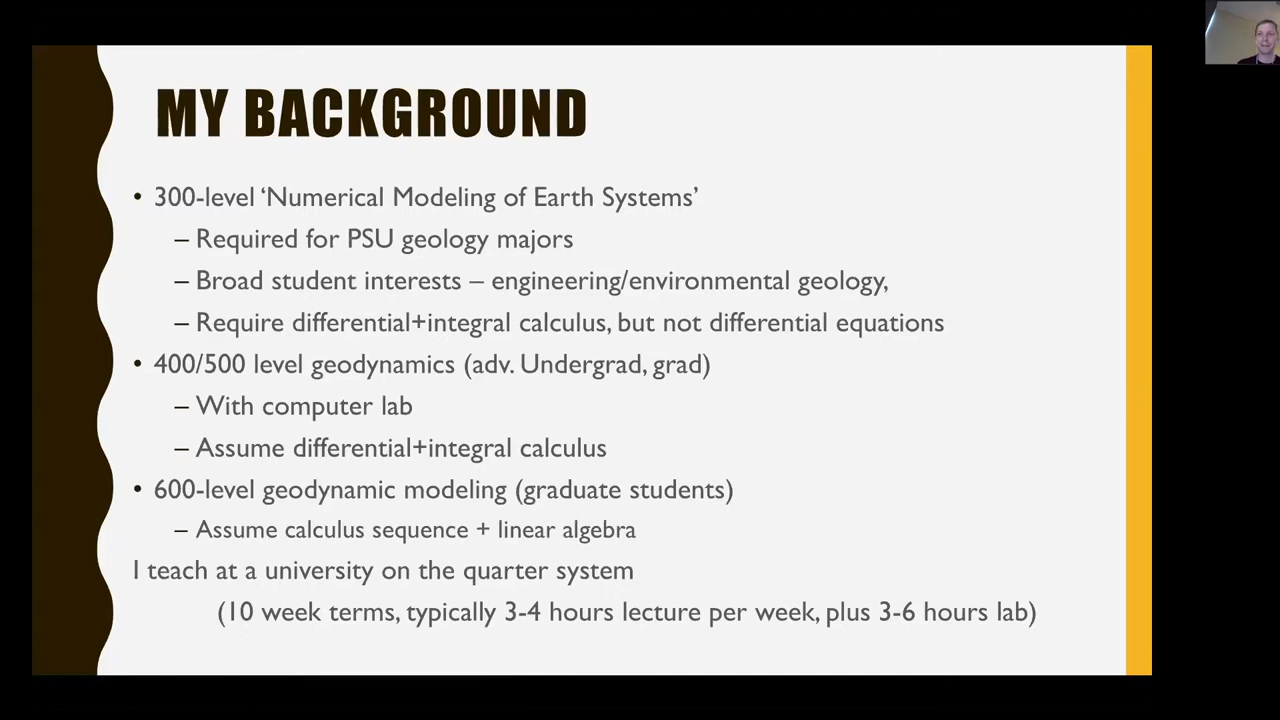 MY BACKGROUND
• 300-level ‘Numerical Modeling of Earth Systems’
– Required for PSU geology majors
– Broad student interests – engineering/environmental geology,
– Require differential+integral calculus, but not differential equations
• 400/500 level geodynamics (adv. Undergrad, grad)
– With computer lab
– Assume differential+integral calculus
• 600-level geodynamic modeling (graduate students)
– Assume calculus sequence + linear algebra
I teach at a university on the quarter system
(10 week terms, typically 3-4 hours lecture per week, plus 3-6 hours lab)